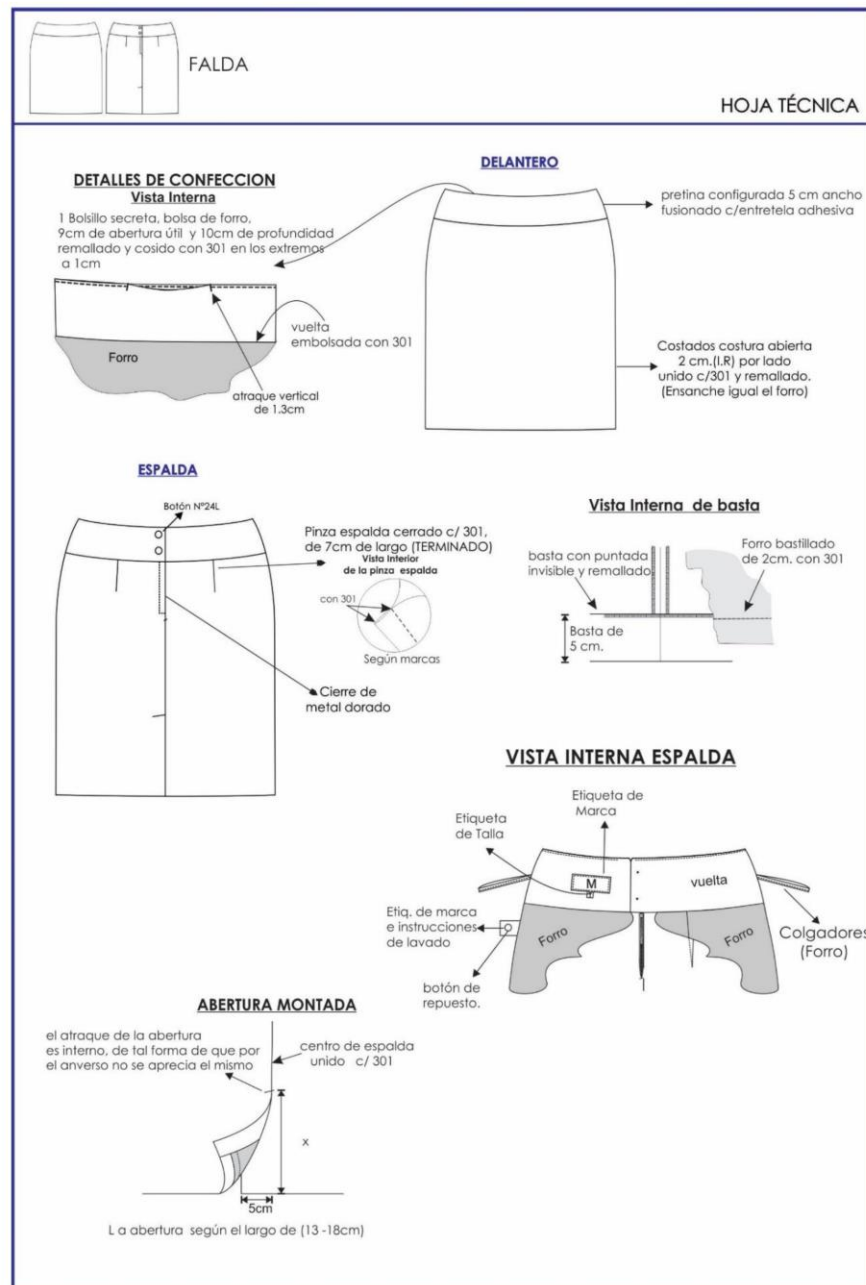 FALDA
HOJA TÉCNICA
DETALLES DE CONFECCION
Vista Interna
1 Bolsillo secreta, bolsa de forro,
9cm de abertura útil y 10cm de profundidad
remallado y cosido con 301 en los extremos
a 1cm
vuelta
embolsada con 301
Forro
atraque vertical
de 1.3cm
DELANTERO
pretina configurada 5 cm ancho
fusionado c/entretela adhesiva
Costados costura abierta
2 cm.(I.R) por lado
unido c/301 y remallado.
(Ensanche igual el forro)
ESPALDA
Botón Nº24L
Pinza espalda cerrado c/ 301,
de 7cm de largo (TERMINADO)
Vista Interior
de la pinza espalda
con 301
Según marcas
Cierre de
metal dorado
Vista Interna de basta
basta con puntada
invisible y remallado
Forro bastillado
de 2cm. con 301
Basta de
5 cm.
VISTA INTERNA ESPALDA
Etiqueta de
Marca
Etiqueta
de Talla
M
vuelta
Etiq. de marca
e instrucciones
de lavado
Forro
Forro
Colgadores
(Forro)
botón de
repuesto.
ABERTURA MONTADA
el atraque de la abertura
es interno, de tal forma de que por
el anverso no se aprecia el mismo
centro de espalda
unido c/ 301
x
5cm
L a abertura según el largo de (13 -18cm)